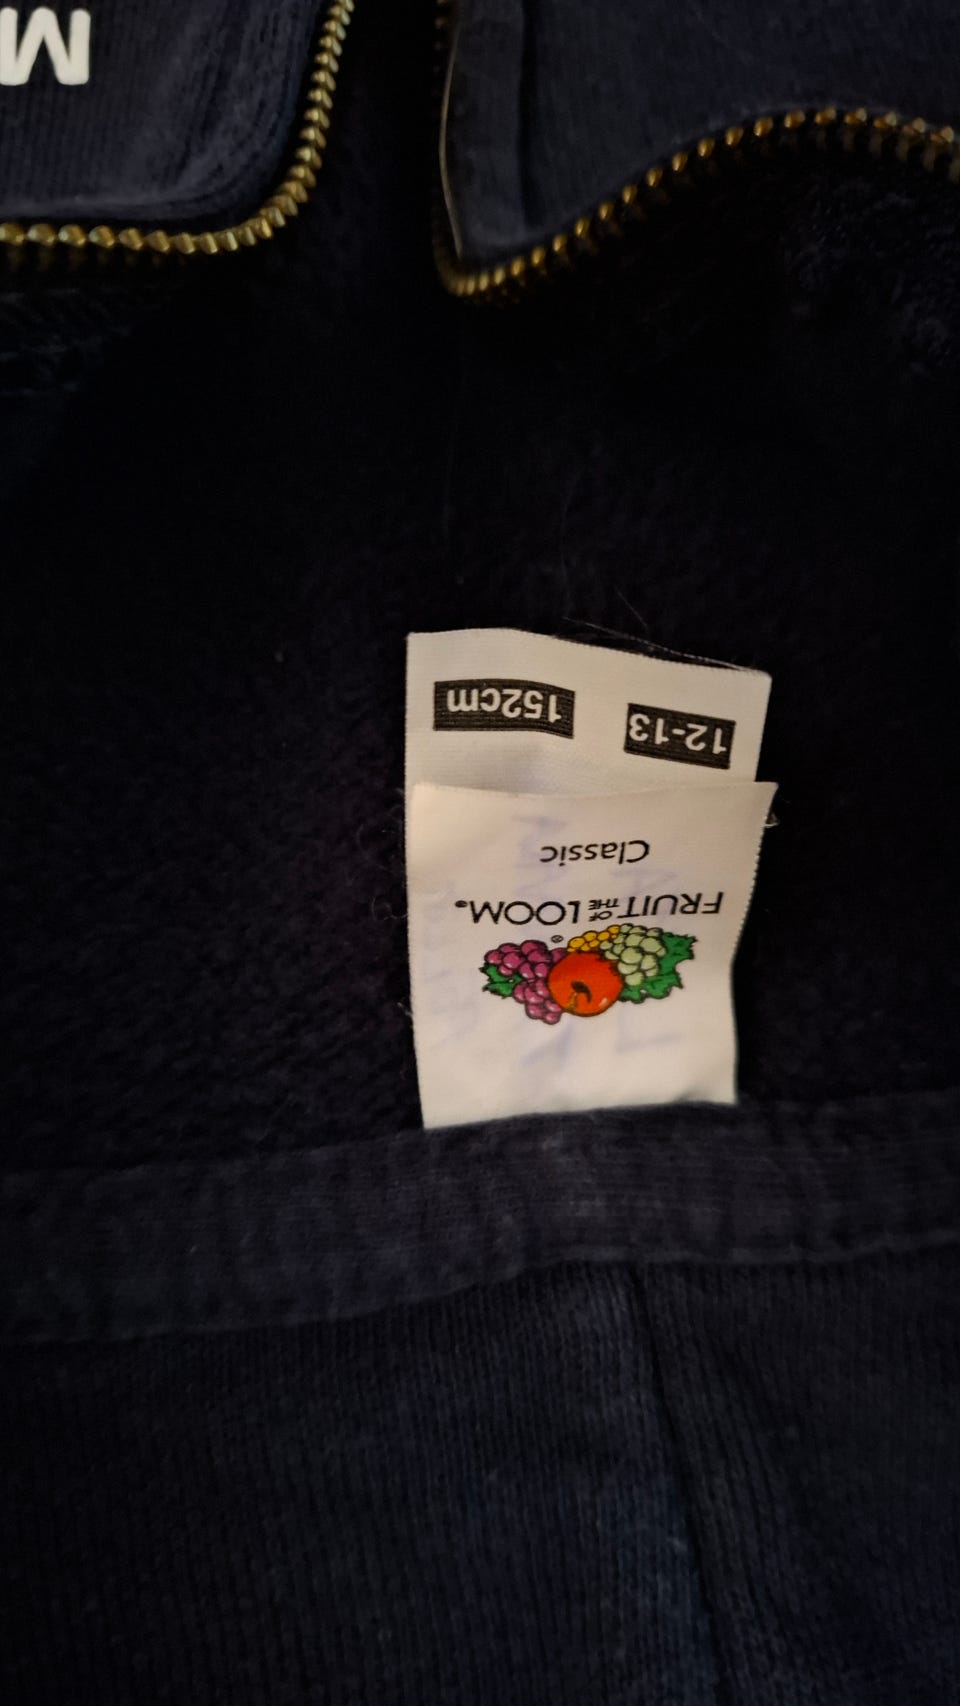 M
FRUIT OF THE LOOM®
Classic
12-13 152cm